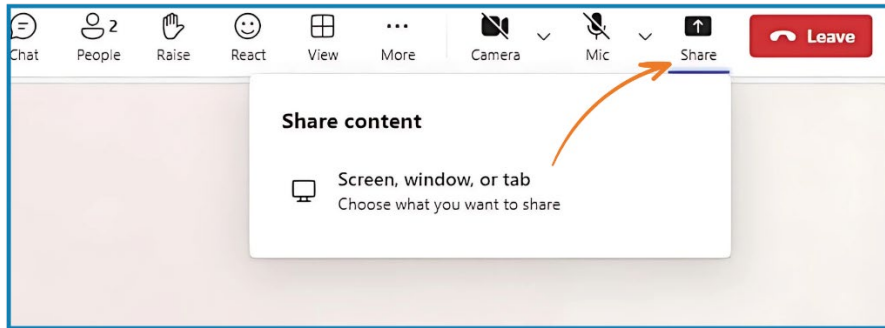 Chat 2 People Raise React View More Camera Mic Share Leave
Share content
Screen, window, or tab
Choose what you want to share